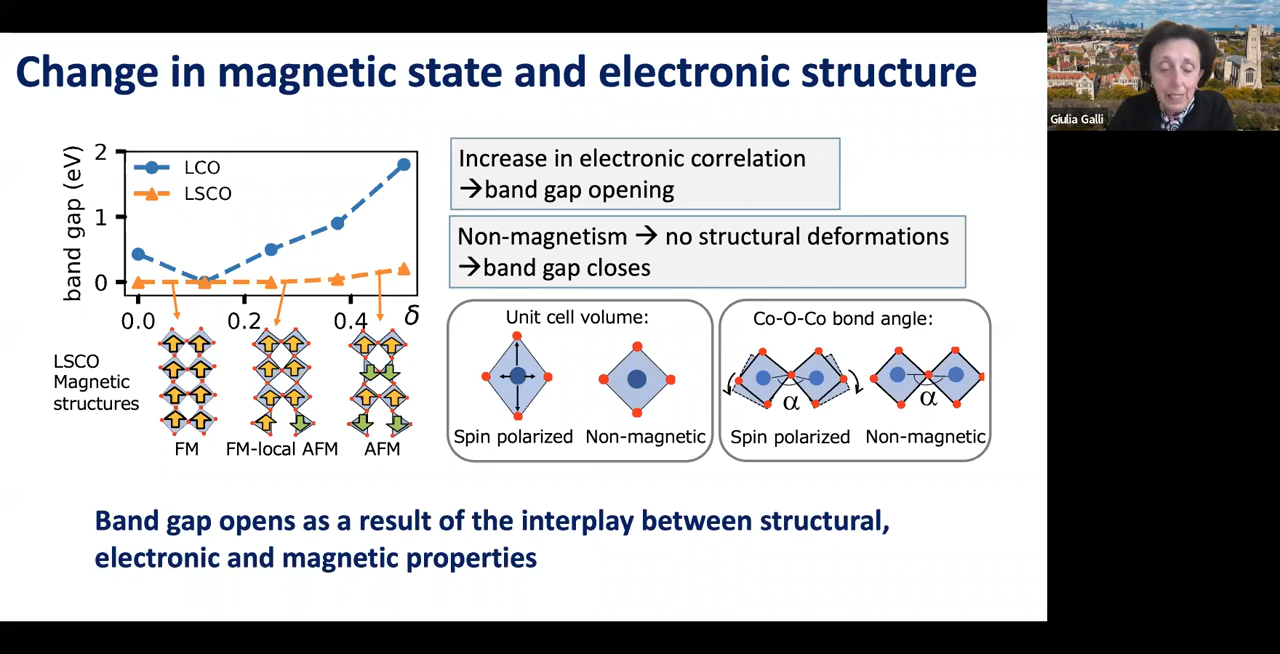 Change in magnetic state and electronic structure
Giulia Galli
band gap (eV)
2
1
0
LCO
LSCO
0.0
0.2
0.4
δ
LSCO
Magnetic
structures
FM
FM-local AFM
AFM
Increase in electronic correlation
→band gap opening
Non-magnetism → no structural deformations
→band gap closes
Unit cell volume:
Spin polarized
Non-magnetic
Co-O-Co bond angle:
α
α
Spin polarized
Non-magnetic
Band gap opens as a result of the interplay between structural,
electronic and magnetic properties